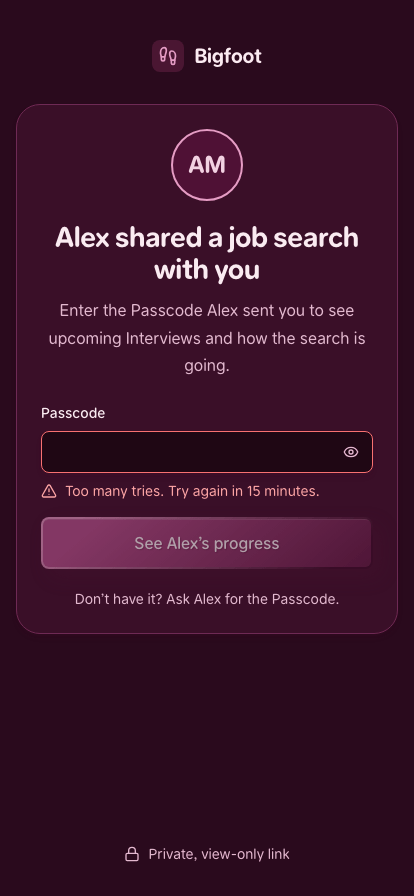 Bigfoot
AM
Alex shared a job search
with you
Enter the Passcode Alex sent you to see
upcoming Interviews and how the search is
going.
Passcode
Too many tries. Try again in 15 minutes.
See Alex’s progress
Don’t have it? Ask Alex for the Passcode.
Private, view-only link